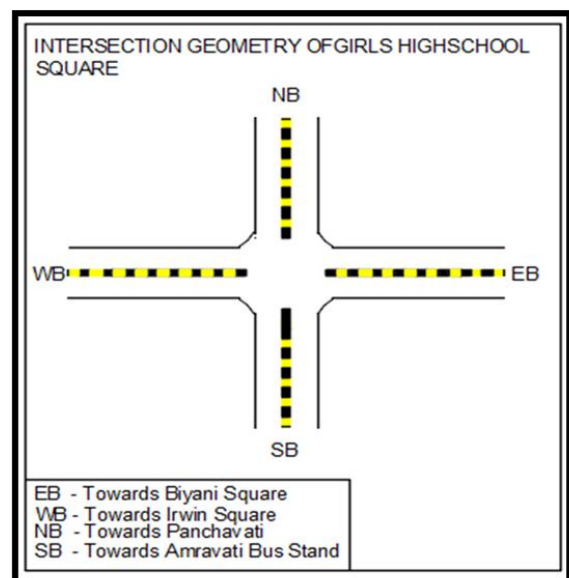 INTERSECTION GEOMETRY OFGIRLS HIGHSCHOOL
SQUARE
NB
WB
EB
SB
EB - Towards Biyani Square
WB - Towards Irwin Square
NB - Towards Panchavati
SB - Towards Amravati Bus Stand